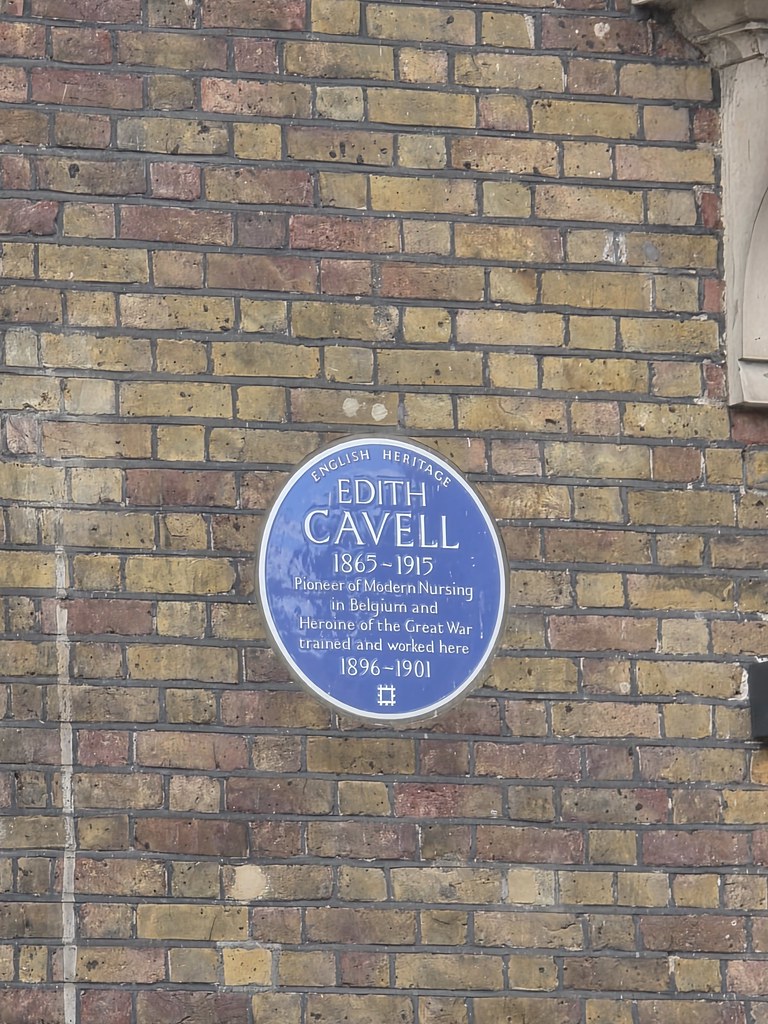 ENGLISH HERITAGE
EDITH
CAVELL
1865~1915
Pioneer of Modern Nursing
in Belgium and
Heroine of the Great War
trained and worked here
1896~1901